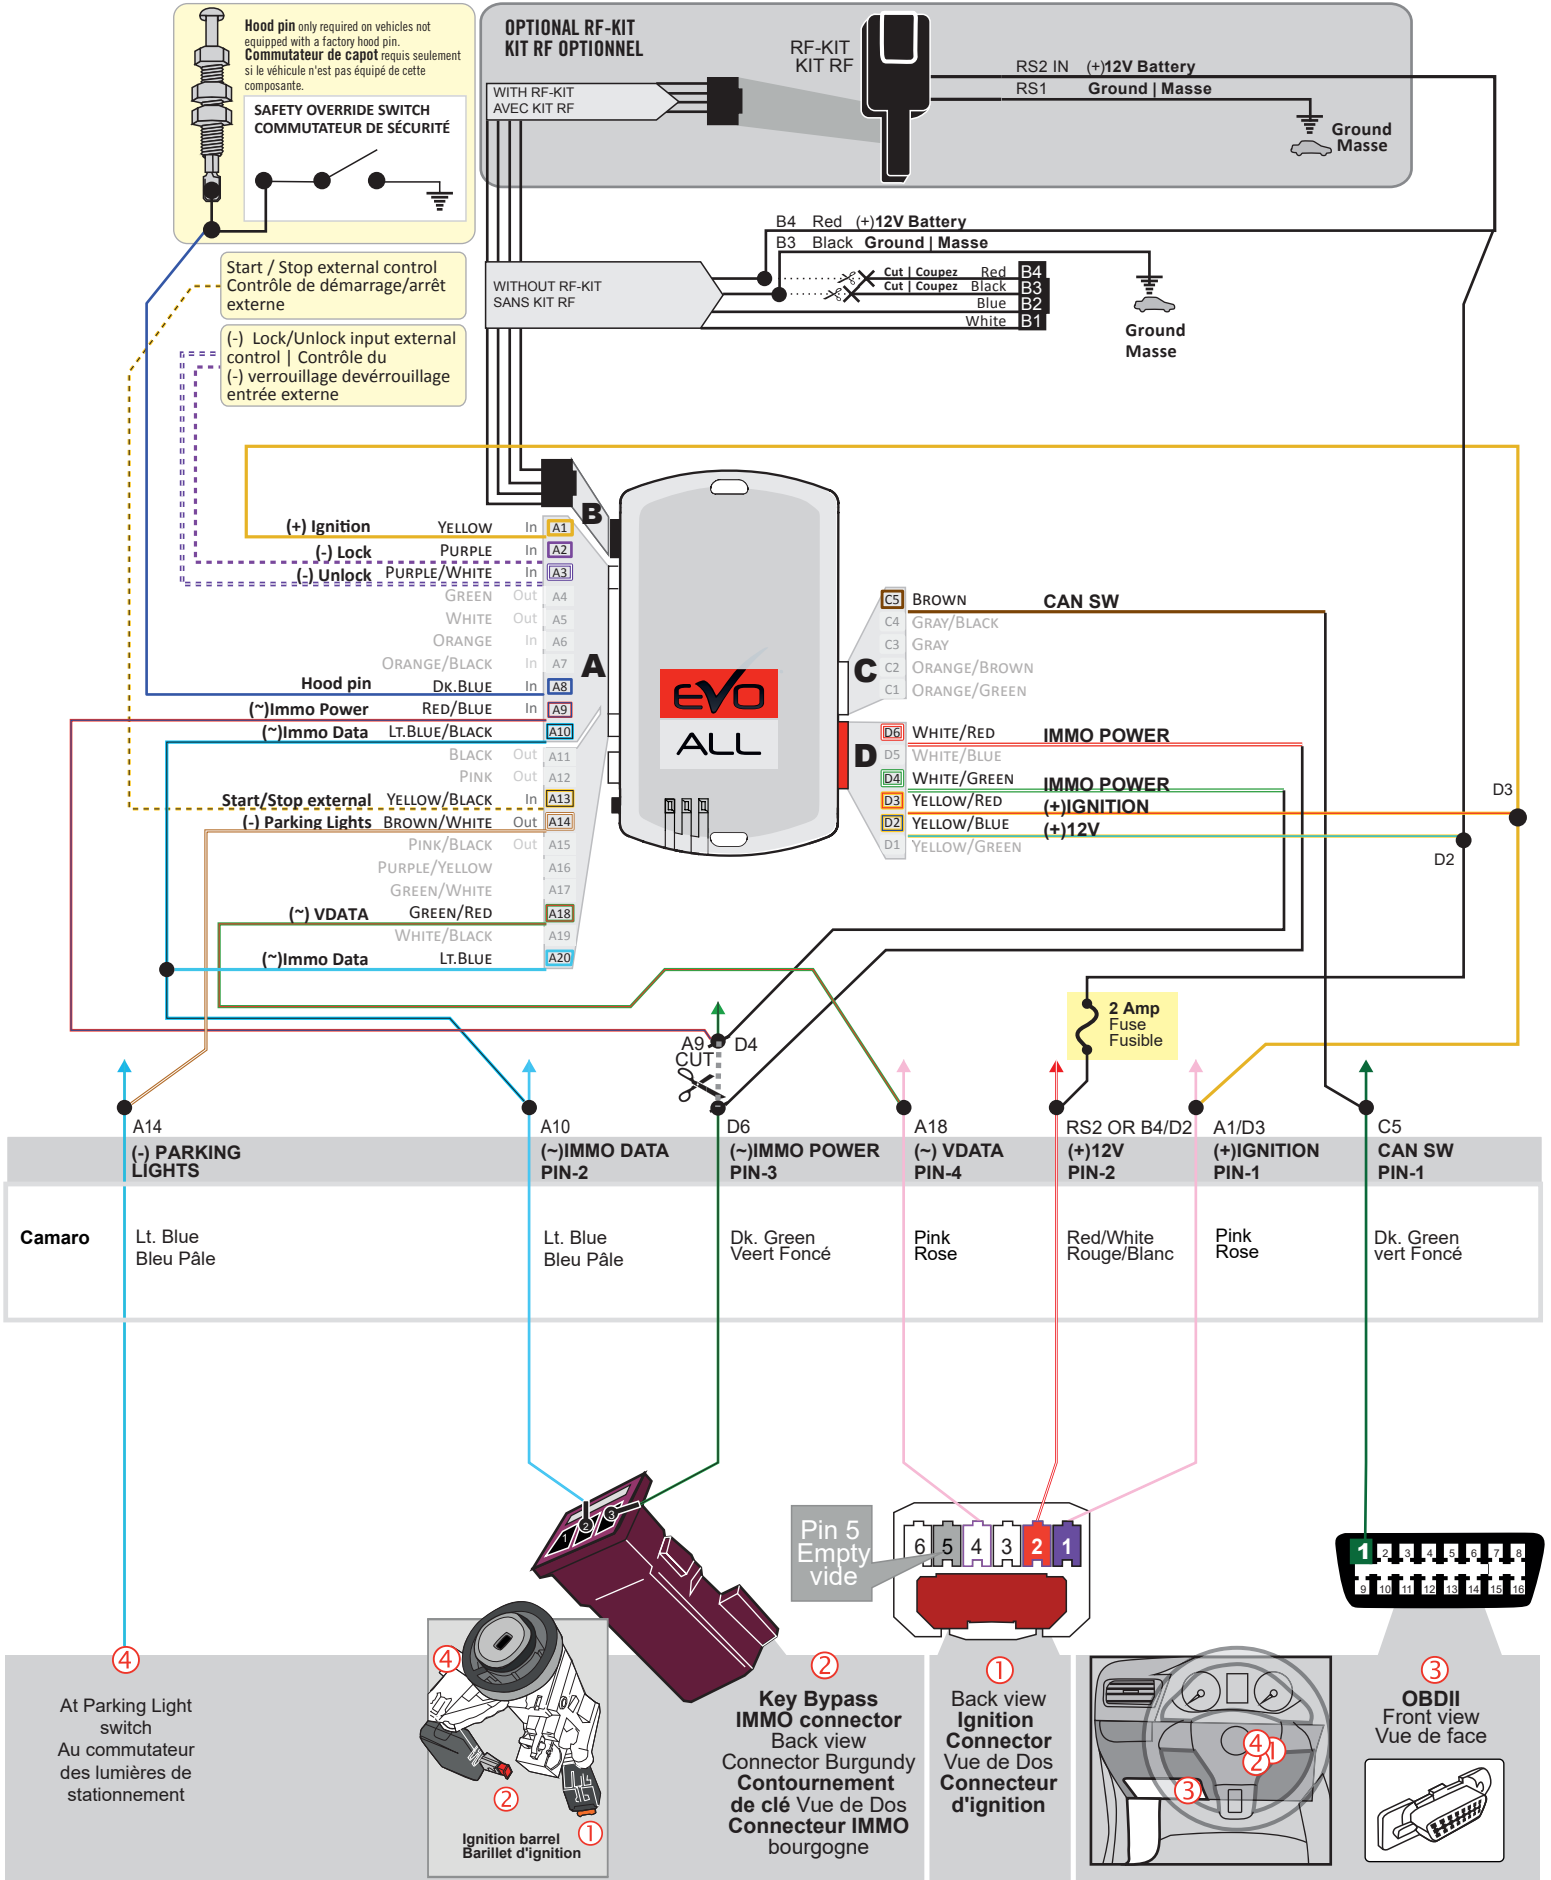 Hood pin only required on vehicles not
equipped with a factory hood pin.
Commutateur de capot requis seulement
si le véhicule n'est pas équipé de cette
composante.
SAFETY OVERRIDE SWITCH
COMMUTATEUR DE SÉCURITÉ
OPTIONAL RF-KIT
KIT RF OPTIONNEL
RF-KIT
KIT RF
WITH RF-KIT
AVEC KIT RF
RS2 IN (+)12V Battery
RS1 Ground | Masse
Ground
Masse
B4 Red (+)12V Battery
B3 Black Ground | Masse
WITHOUT RF-KIT
SANS KIT RF
Cut | Coupez Red B4
Cut | Coupez Black B3
Blue B2
White B1
Ground
Masse
Start / Stop external control
Contrôle de démarrage/arrêt
externe
(-) Lock/Unlock input external
control | Contrôle du
(-) verrouillage devérrouillage
entrée externe
B
(+) Ignition YELLOW In A1
(-) Lock PURPLE In A2
(-) Unlock PURPLE/WHITE In A3
GREEN Out A4
WHITE Out A5
ORANGE In A6
ORANGE/BLACK In A7
Hood pin DK.BLUE In A8
(~)Immo Power RED/BLUE In A9
(~)Immo Data LT.BLUE/BLACK A10
BLACK Out A11
PINK Out A12
Start/Stop external YELLOW/BLACK In A13
(-) Parking Lights BROWN/WHITE Out A14
PINK/BLACK Out A15
PURPLE/YELLOW A16
GREEN/WHITE A17
(~) VDATA GREEN/RED A18
WHITE/BLACK A19
(~)Immo Data LT.BLUE A20
A
EVO
ALL
C
C5 BROWN CAN SW
C4 GRAY/BLACK
C3 GRAY
C2 ORANGE/BROWN
C1 ORANGE/GREEN
D
D6 WHITE/RED IMMO POWER
D5 WHITE/BLUE
D4 WHITE/GREEN IMMO POWER
D3 YELLOW/RED (+)IGNITION
D2 YELLOW/BLUE (+)12V
D1 YELLOW/GREEN
D3
D2
2 Amp
Fuse
Fusible
A9 D4
CUT
A14
(-) PARKING
LIGHTS
A10
(~)IMMO DATA
PIN-2
D6
(~)IMMO POWER
PIN-3
A18
(~) VDATA
PIN-4
RS2 OR B4/D2
(+)12V
PIN-2
A1/D3
(+)IGNITION
PIN-1
C5
CAN SW
PIN-1
Camaro
Lt. Blue
Bleu Pâle
Lt. Blue
Bleu Pâle
Dk. Green
Veert Foncé
Pink
Rose
Red/White
Rouge/Blanc
Pink
Rose
Dk. Green
vert Foncé
1 2 3
Pin 5
Empty
vide
6 5 4 3 2 1
1 2 3 4 5 6 7 8
9 10 11 12 13 14 15 16
4
At Parking Light
switch
Au commutateur
des lumières de
stationnement
4
2
1
Ignition barrel
Barillet d'ignition
2
Key Bypass
IMMO connector
Back view
Connector Burgundy
Contournement
de clé Vue de Dos
Connecteur IMMO
bourgogne
1
Back view
Ignition
Connector
Vue de Dos
Connecteur
d'ignition
4
1
2
3
3
OBDII
Front view
Vue de face